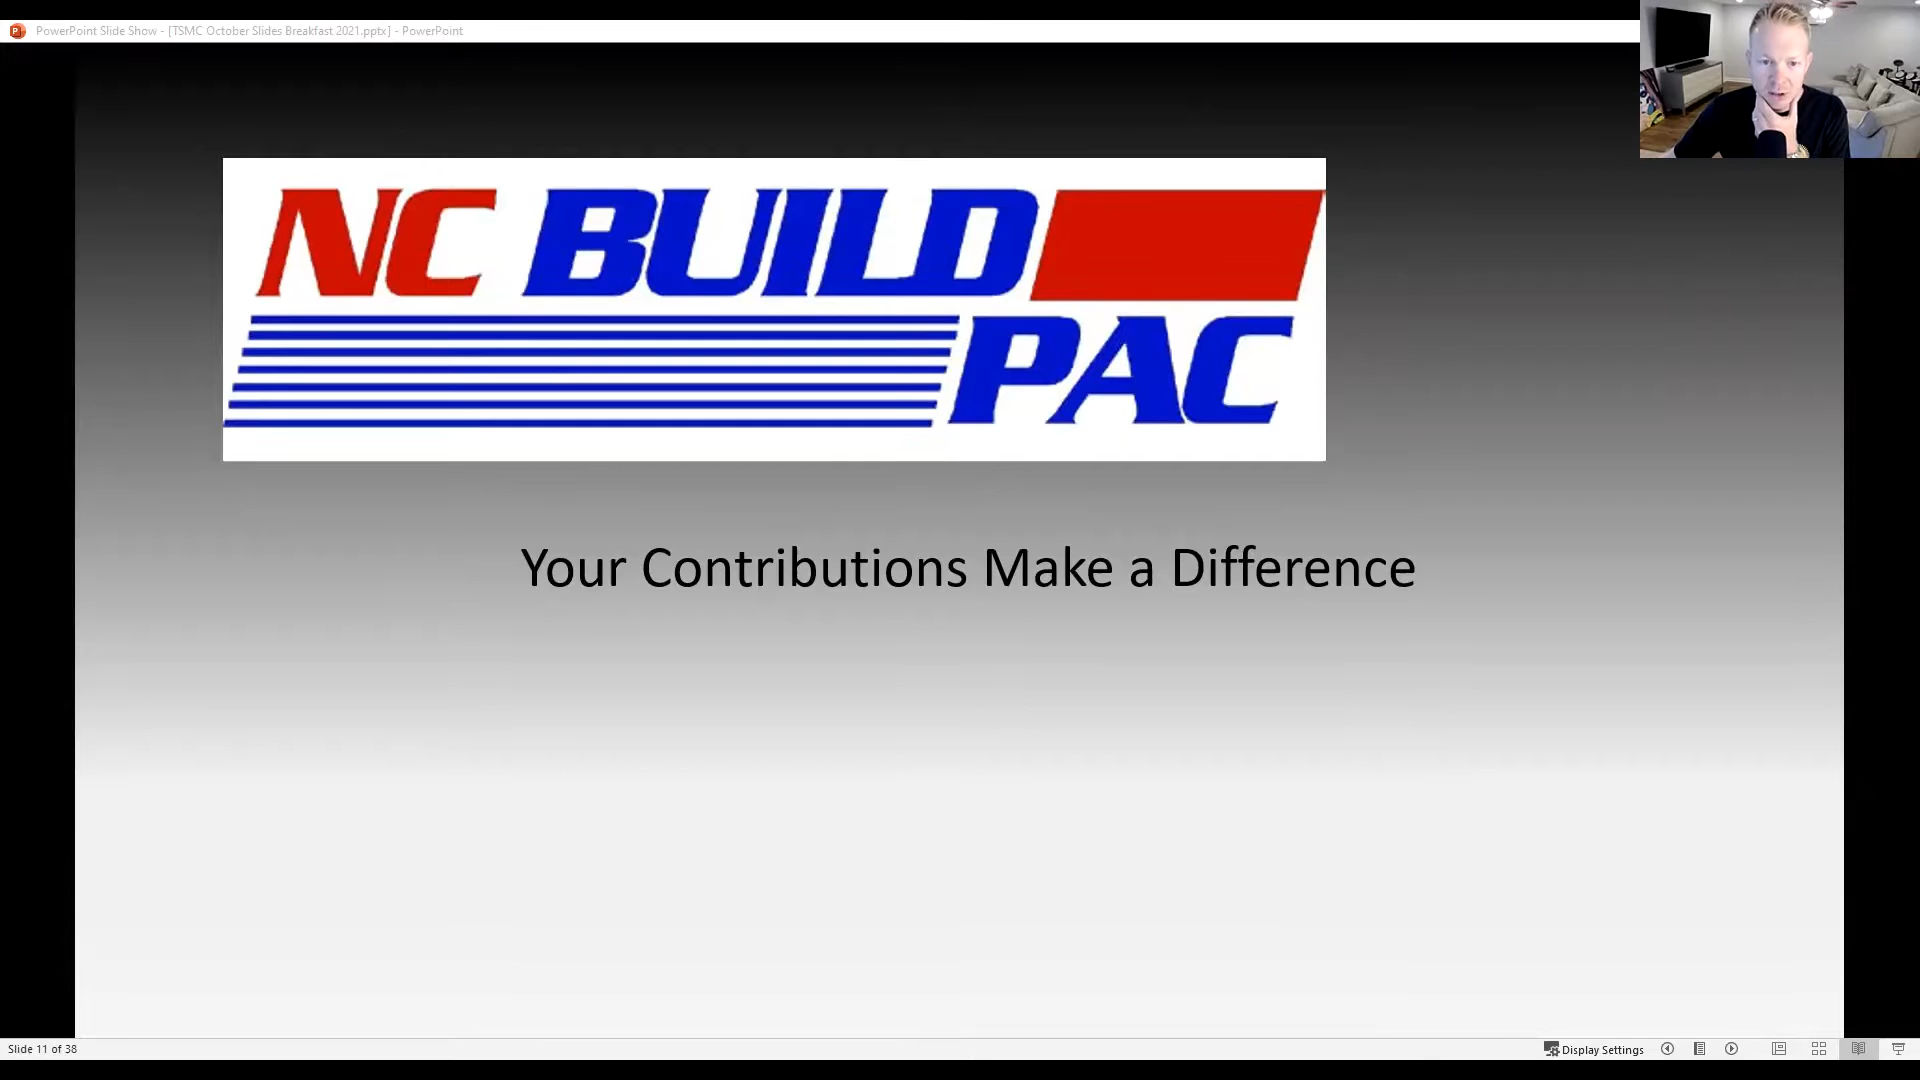 PowerPoint Slide Show - [TSMC October Slides Breakfast 2021.pptx] - PowerPoint
NC BUILD
PAC
Your Contributions Make a Difference
Slide 11 of 38
Display Settings